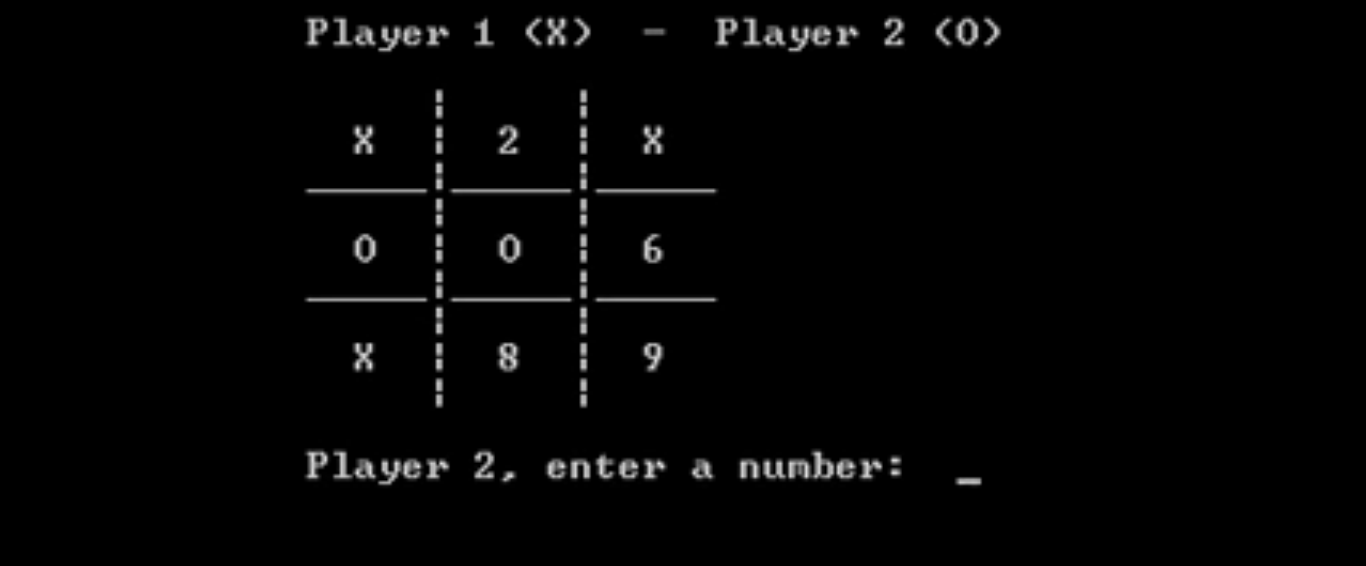 Player 1 (X)  -  Player 2 (O)
X | 2 | X
O | O | 6
X | 8 | 9
Player 2, enter a number: _